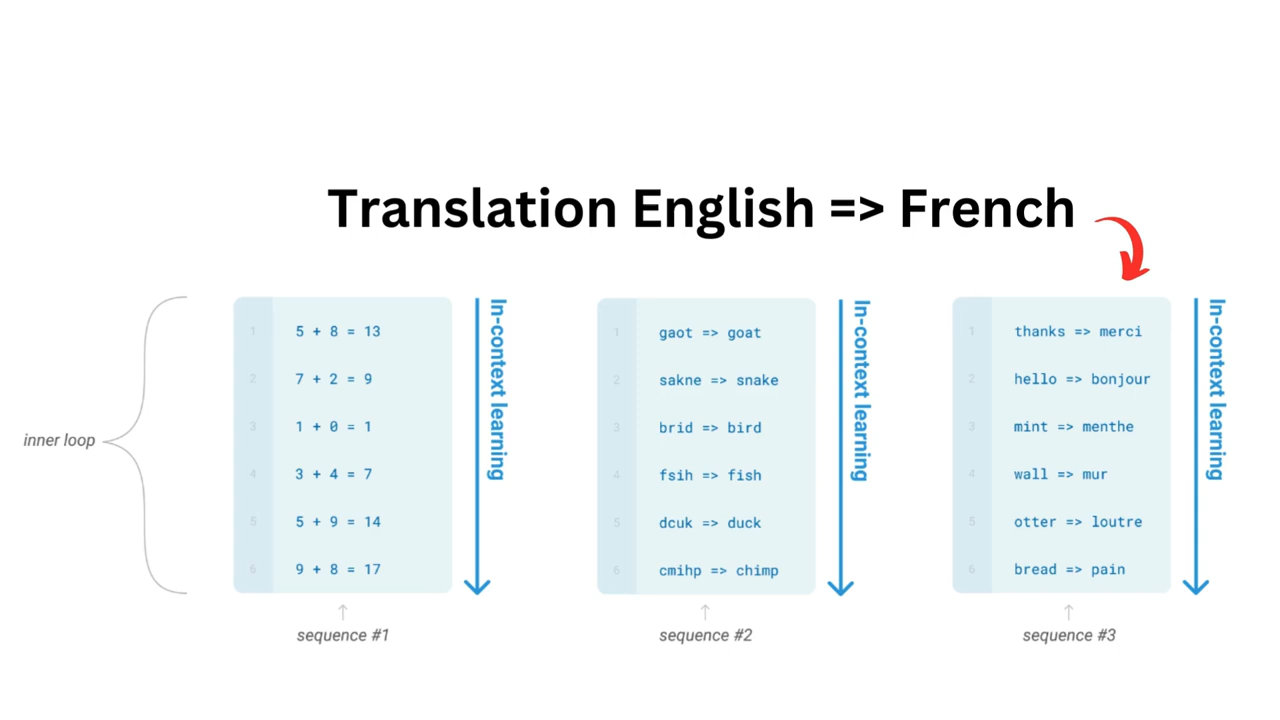 Translation English => French
inner loop
1 5 + 8 = 13
2 7 + 2 = 9
3 1 + 0 = 1
4 3 + 4 = 7
5 5 + 9 = 14
6 9 + 8 = 17
In-context learning
sequence #1
1 gaot => goat
2 sakne => snake
3 brid => bird
4 fsih => fish
5 dcuk => duck
6 cmihp => chimp
In-context learning
sequence #2
1 thanks => merci
2 hello => bonjour
3 mint => menthe
4 wall => mur
5 otter => loutre
6 bread => pain
In-context learning
sequence #3